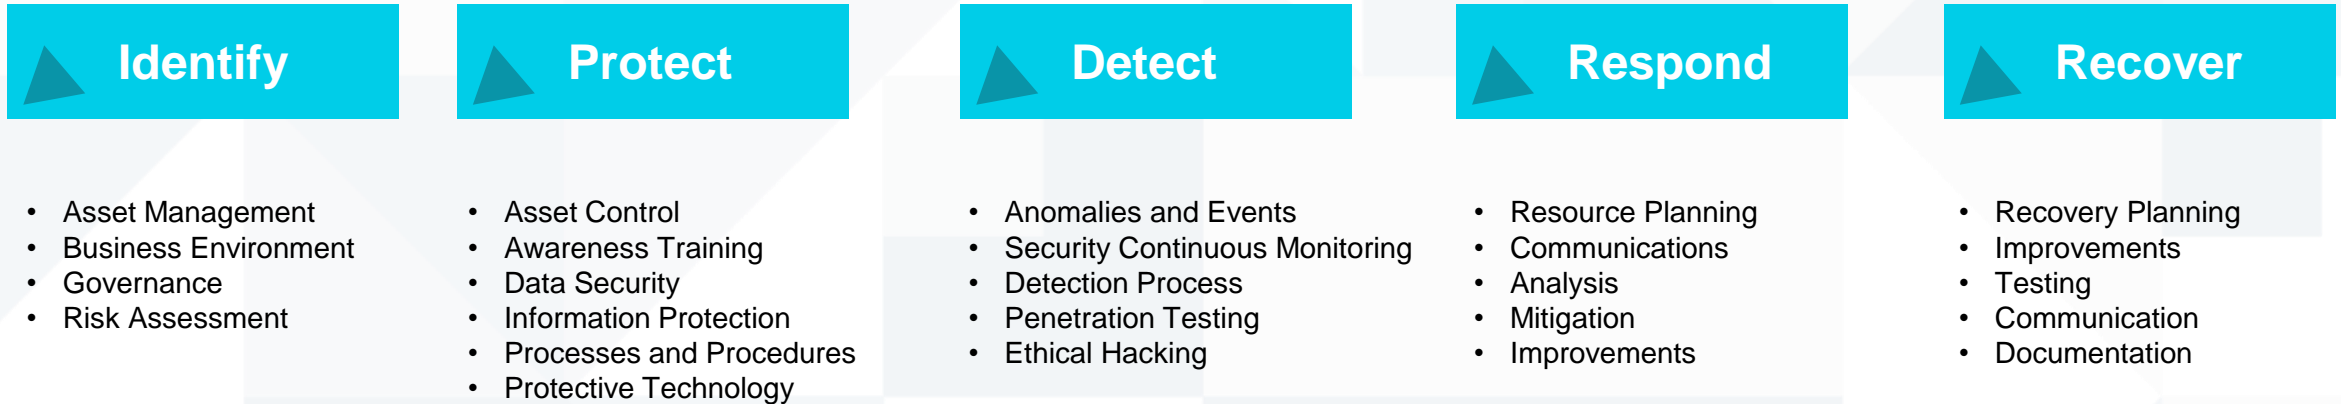 Identify
• Asset Management
• Business Environment
• Governance
• Risk Assessment
Protect
• Asset Control
• Awareness Training
• Data Security
• Information Protection
• Processes and Procedures
• Protective Technology
Detect
• Anomalies and Events
• Security Continuous Monitoring
• Detection Process
• Penetration Testing
• Ethical Hacking
Respond
• Resource Planning
• Communications
• Analysis
• Mitigation
• Improvements
Recover
• Recovery Planning
• Improvements
• Testing
• Communication
• Documentation